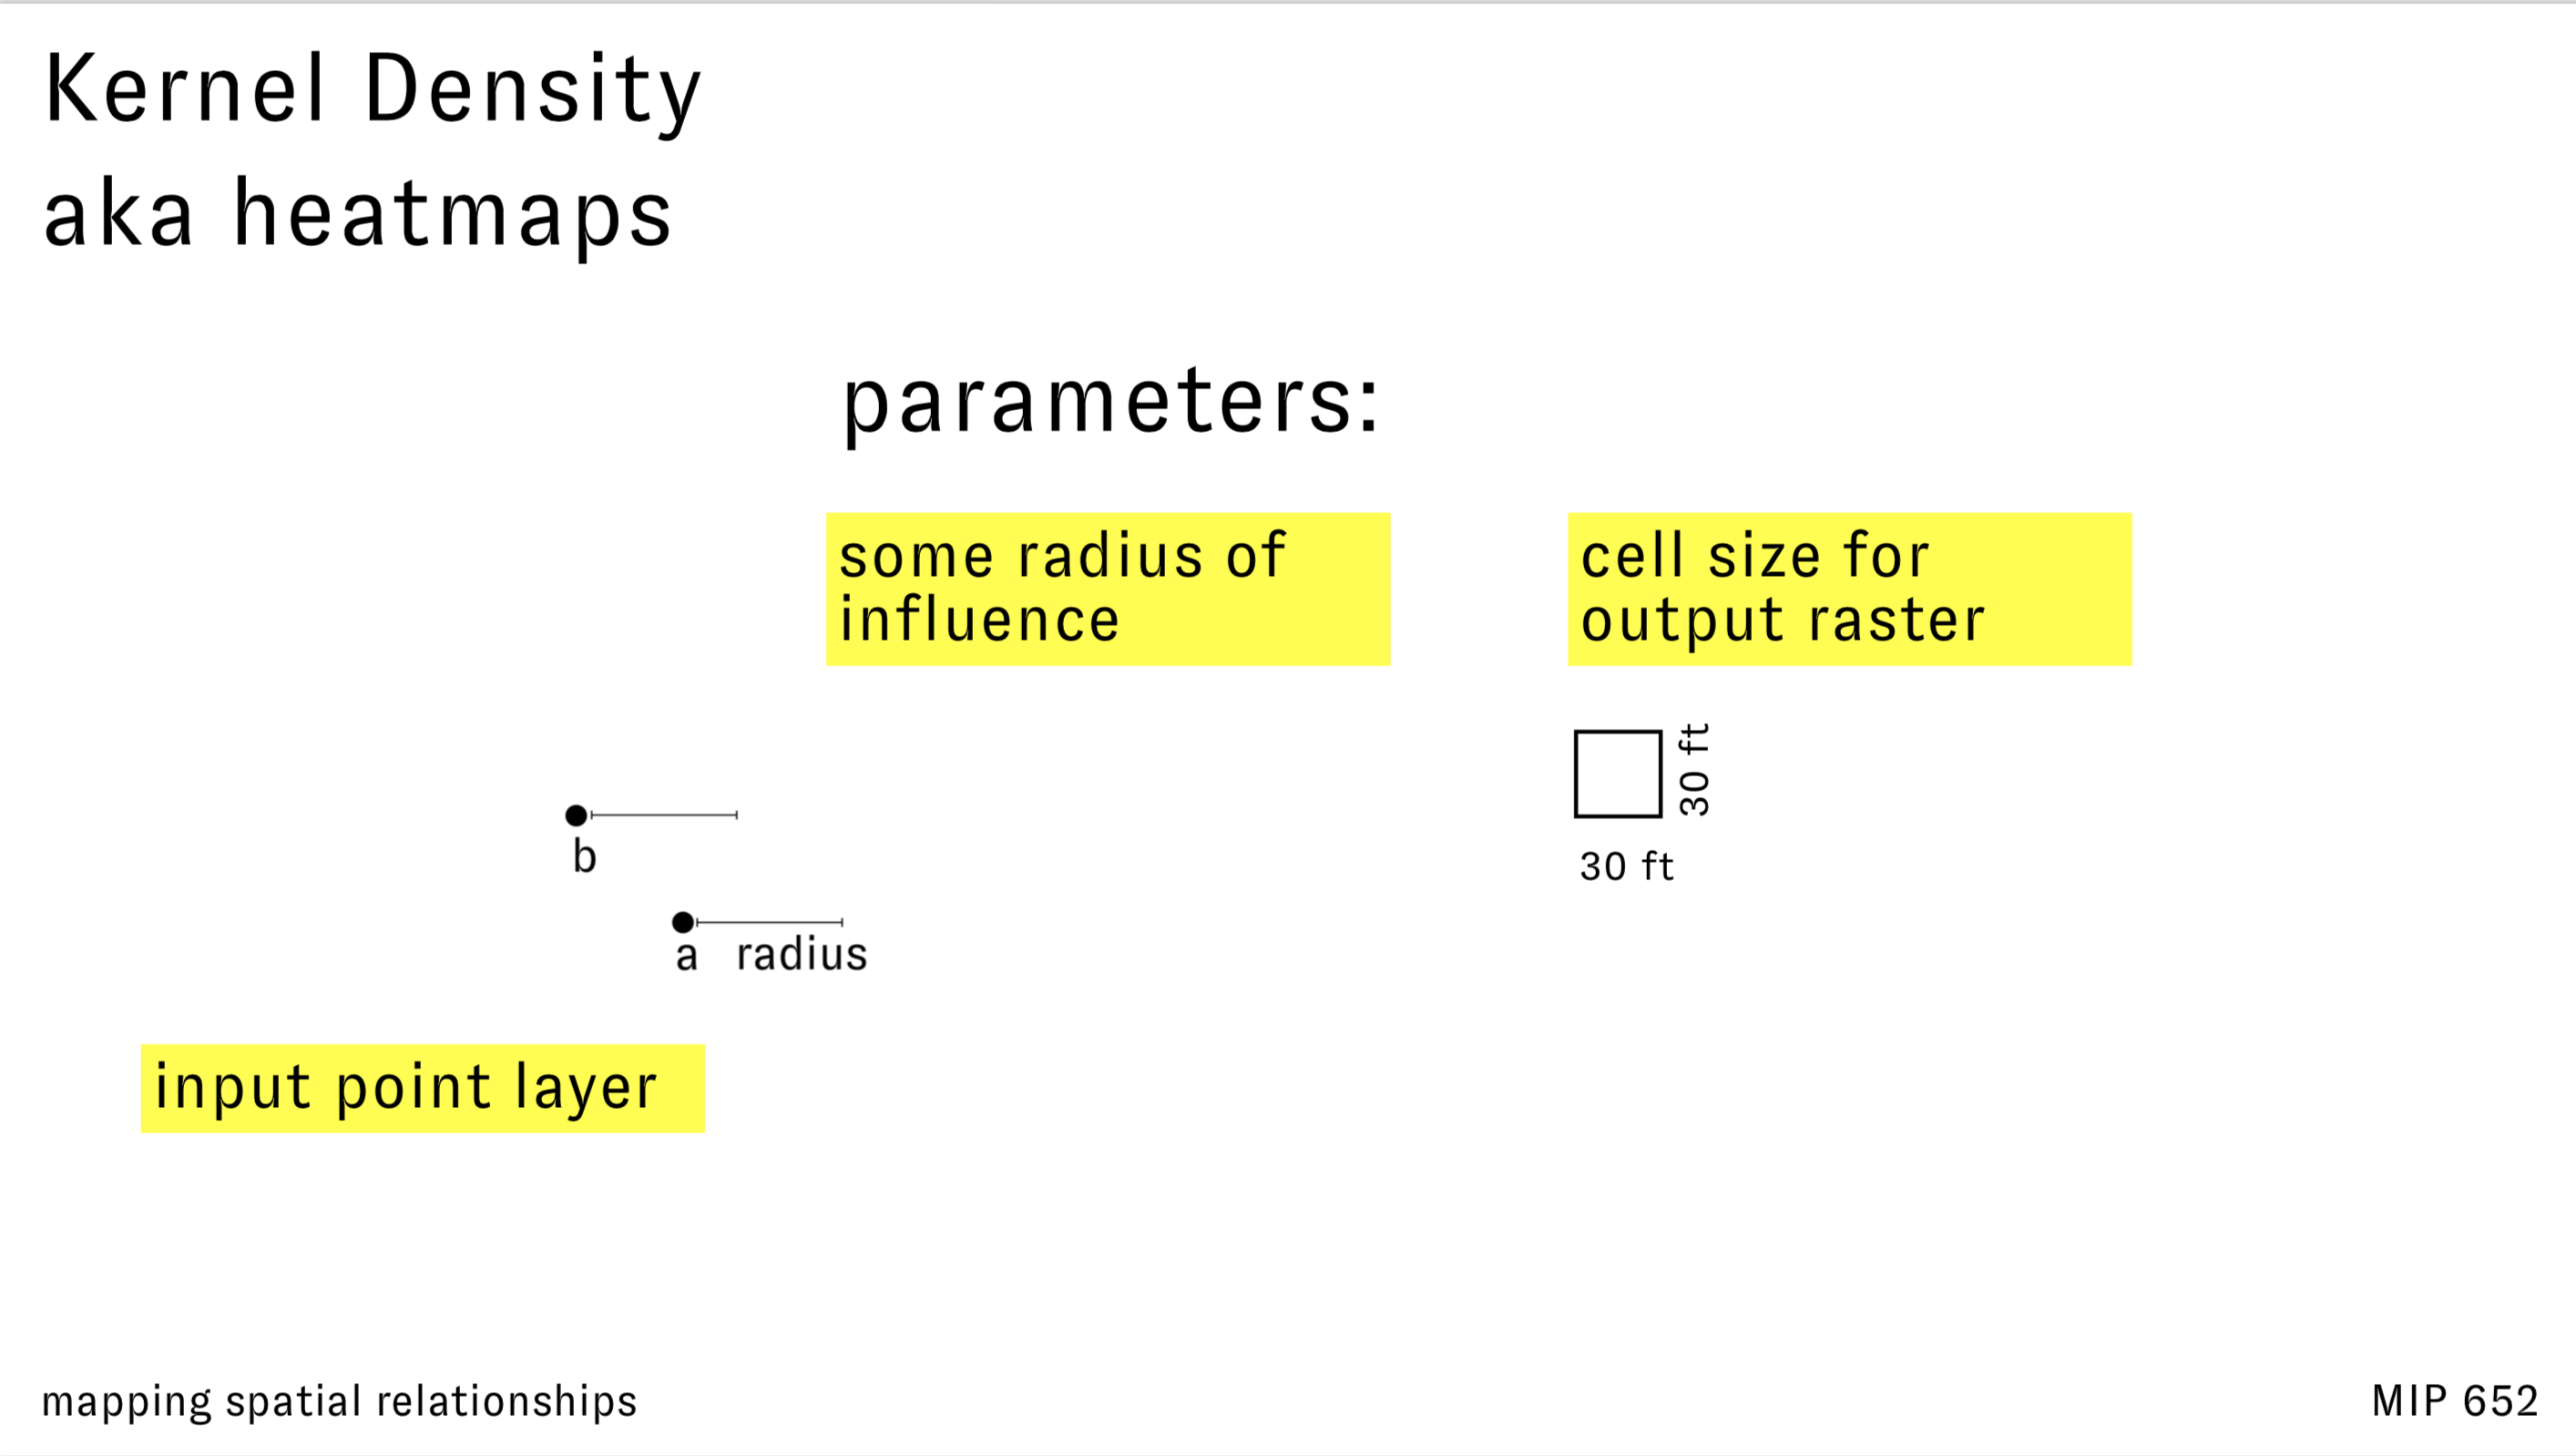 Kernel Density
aka heatmaps
parameters:
some radius of
influence
cell size for
output raster
30 ft
30 ft
b
a radius
input point layer
mapping spatial relationships
MIP 652